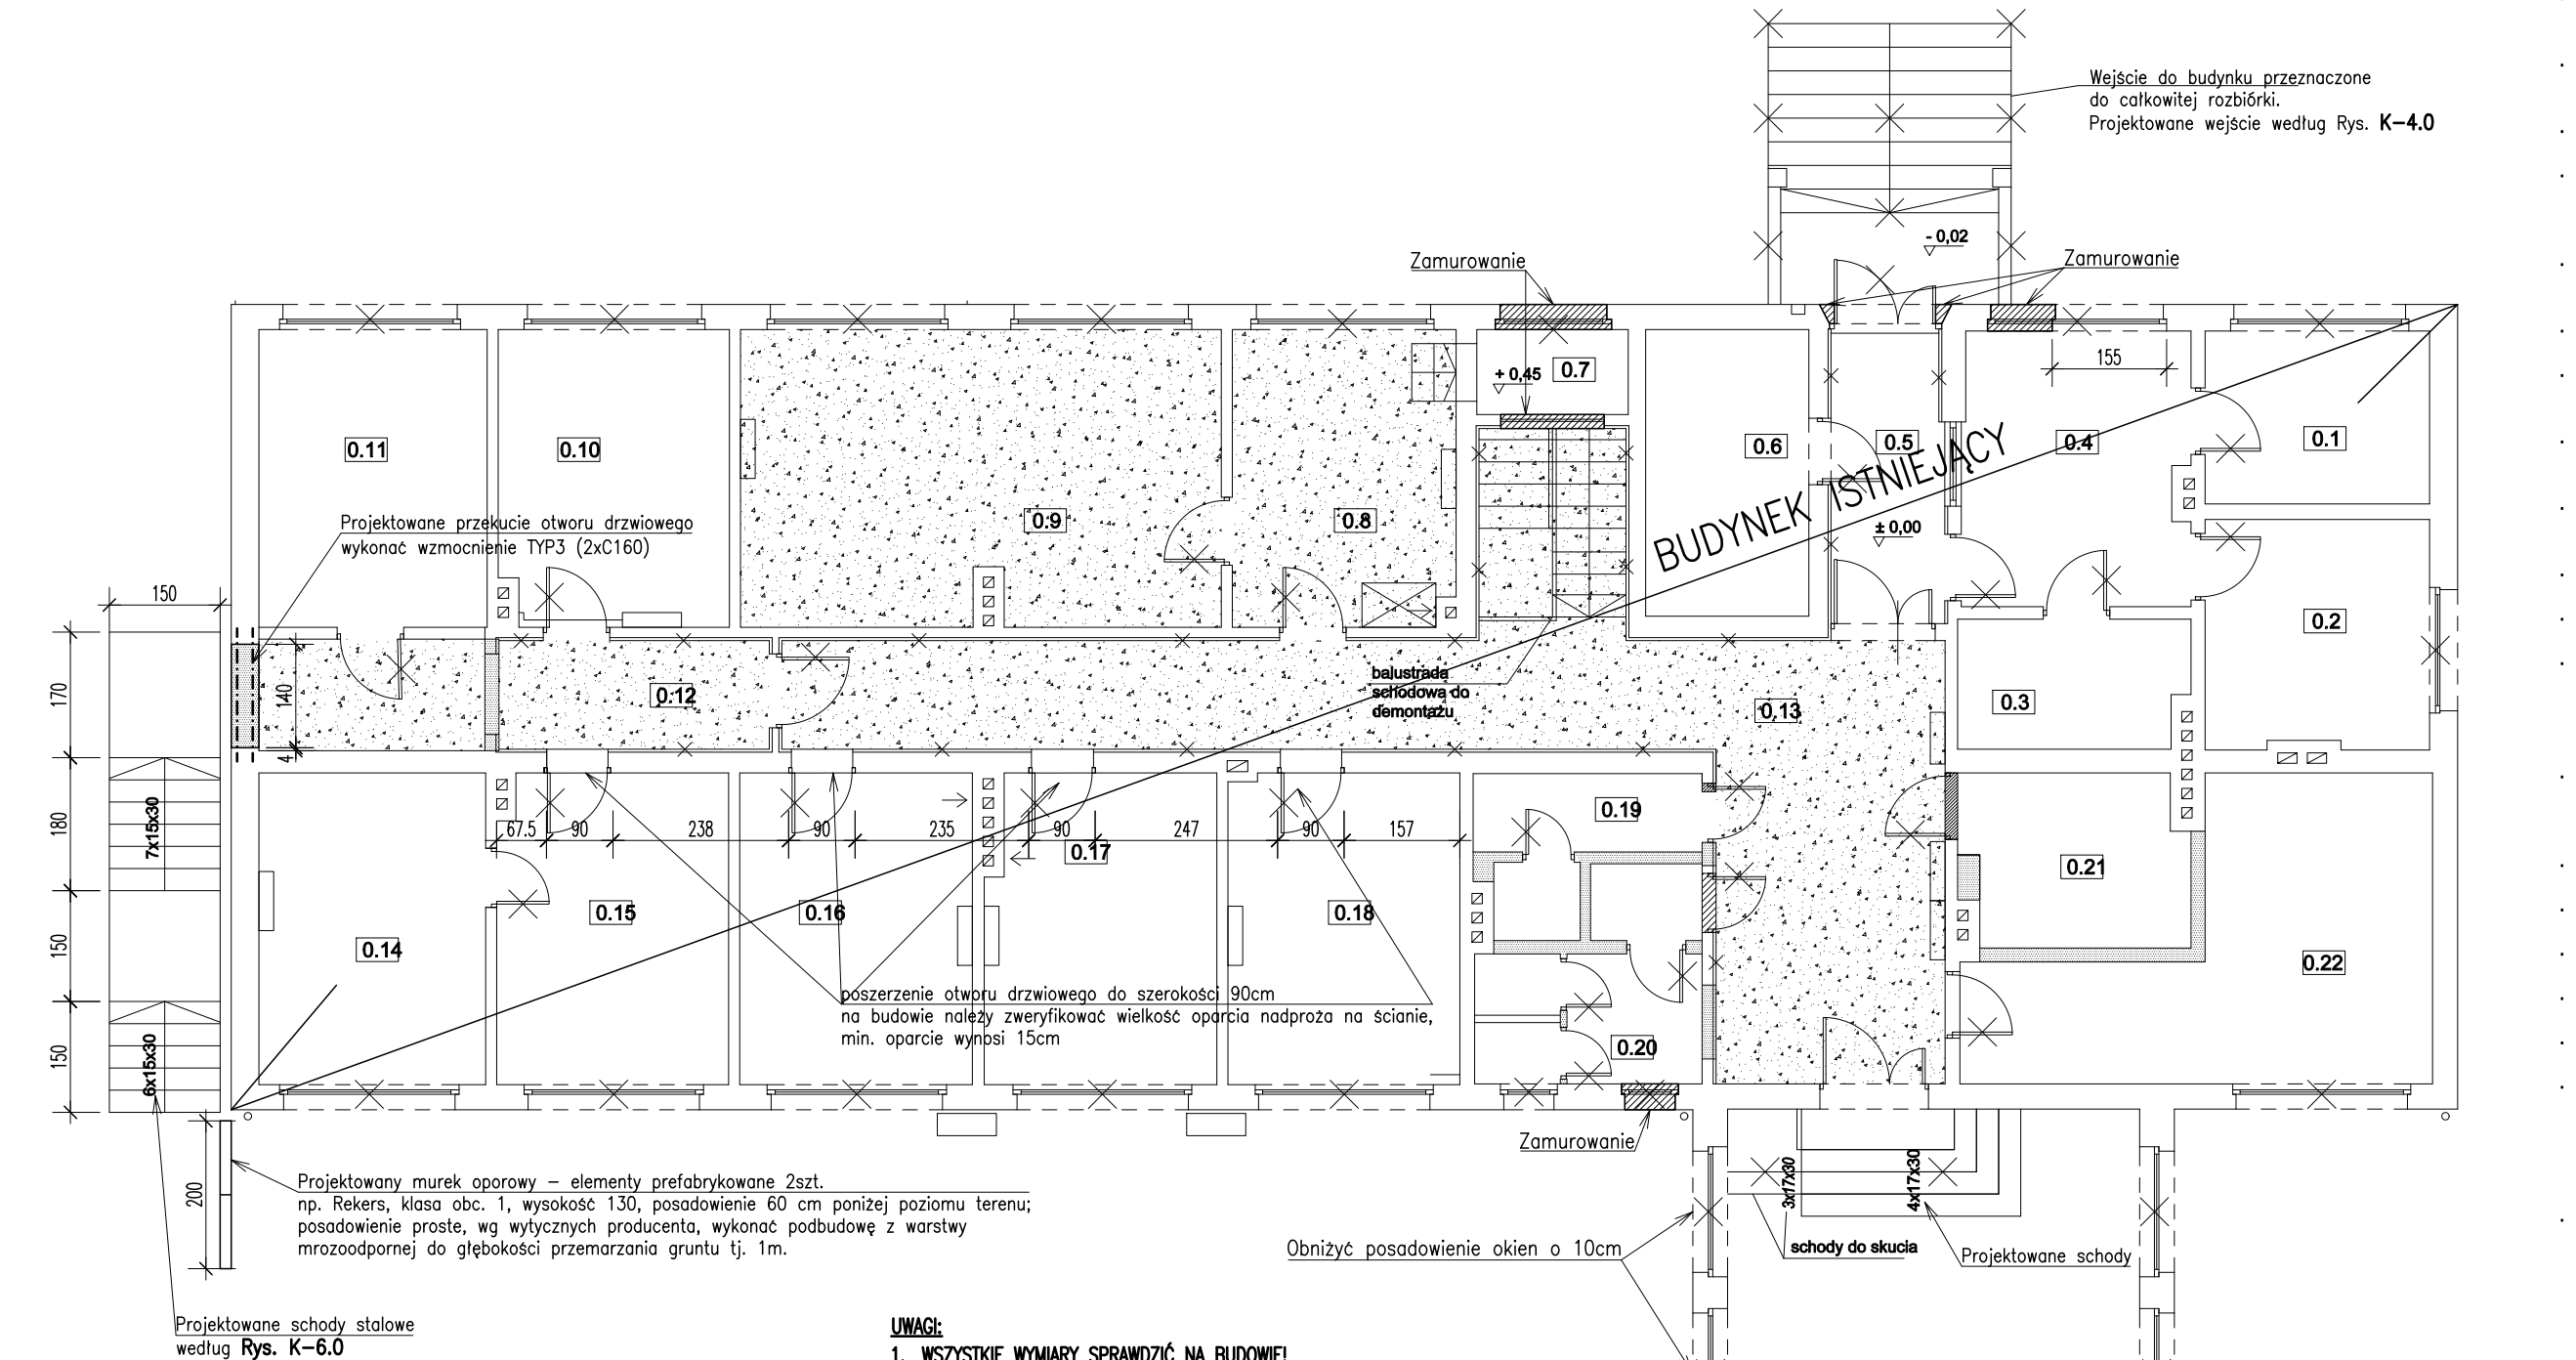 Wejście do budynku przeznaczone
do całkowitej rozbiórki.
Projektowane wejście według Rys. K-4.0
- 0,02
Zamurowanie
Zamurowanie
155
+ 0,45
0.7
0.11
0.10
0.9
0.8
0.6
0.5
0.4
0.1
BUDYNEK ISTNIEJĄCY
± 0,00
Projektowane przekucie otworu drzwiowego
wykonać wzmocnienie TYP3 (2xC160)
150
0.2
170
140
4
0.12
balustrada
schodowa do
demontażu
0.13
0.3
180
7x15x30
67.5
90
238
90
235
90
247
90
157
0.17
0.19
0.21
0.14
0.15
0.16
0.18
0.22
150
poszerzenie otworu drzwiowego do szerokości 90cm
na budowie należy zweryfikować wielkość oparcia nadproża na ścianie,
min. oparcie wynosi 15cm
150
6x15x30
0.20
Zamurowanie
3x17x30
4x17x30
200
Projektowany murek oporowy – elementy prefabrykowane 2szt.
np. Rekers, klasa obc. 1, wysokość 130, posadowienie 60 cm poniżej poziomu terenu;
posadowienie proste, wg wytycznych producenta, wykonać podbudowę z warstwy
mrozoodpornej do głębokości przemarzania gruntu tj. 1m.
Obniżyć posadowienie okien o 10cm
schody do skucia
Projektowane schody
Projektowane schody stalowe
według Rys. K-6.0
UWAGI:
1. WSZYSTKIE WYMIARY SPRAWDZIĆ NA BUDOWIE!